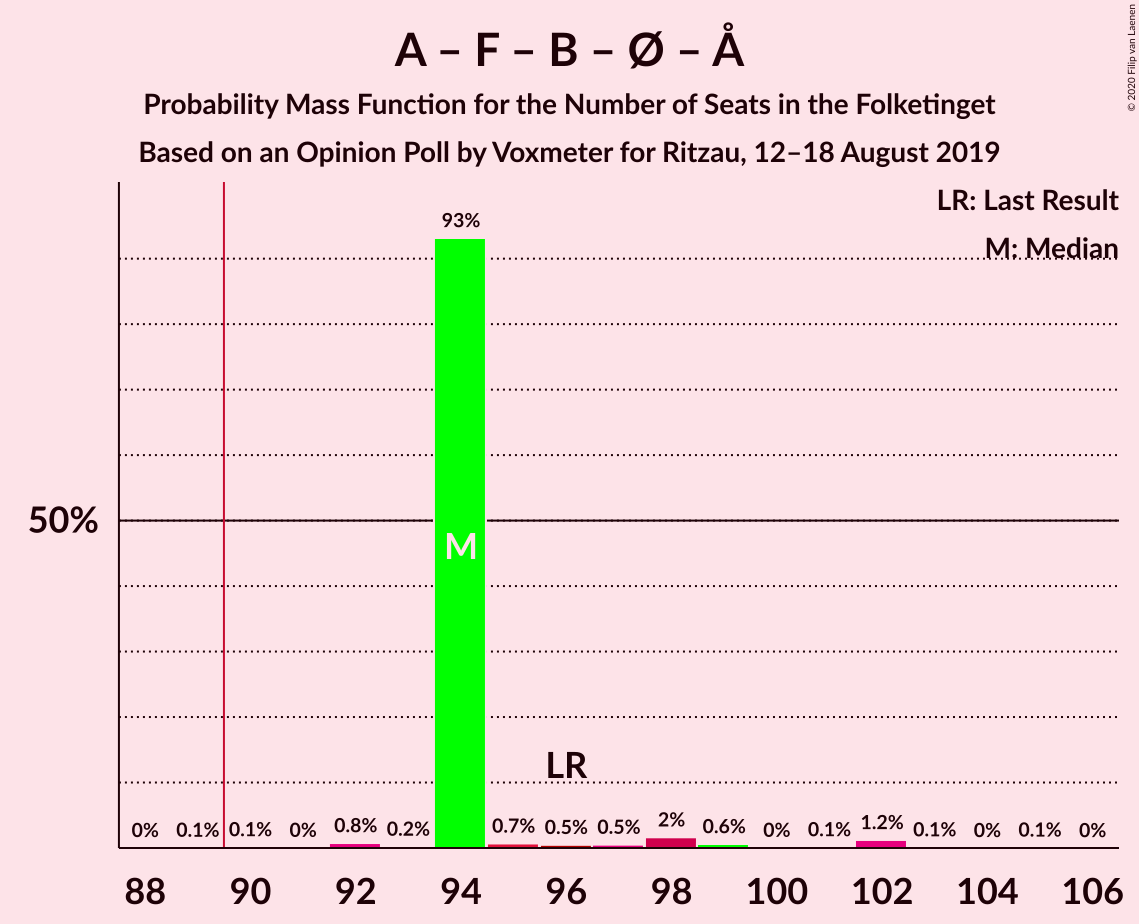 A – F – B – Ø – Å
Probability Mass Function for the Number of Seats in the Folketinget
Based on an Opinion Poll by Voxmeter for Ritzau, 12–18 August 2019
© 2020 Filip van Laenen
LR: Last Result
M: Median
93%
50%
M
LR
0% 0.1% 0.1% 0% 0.8% 0.2% 0.7% 0.5% 0.5% 2% 0.6% 0% 0.1% 1.2% 0.1% 0% 0.1% 0%
88 90 92 94 96 98 100 102 104 106